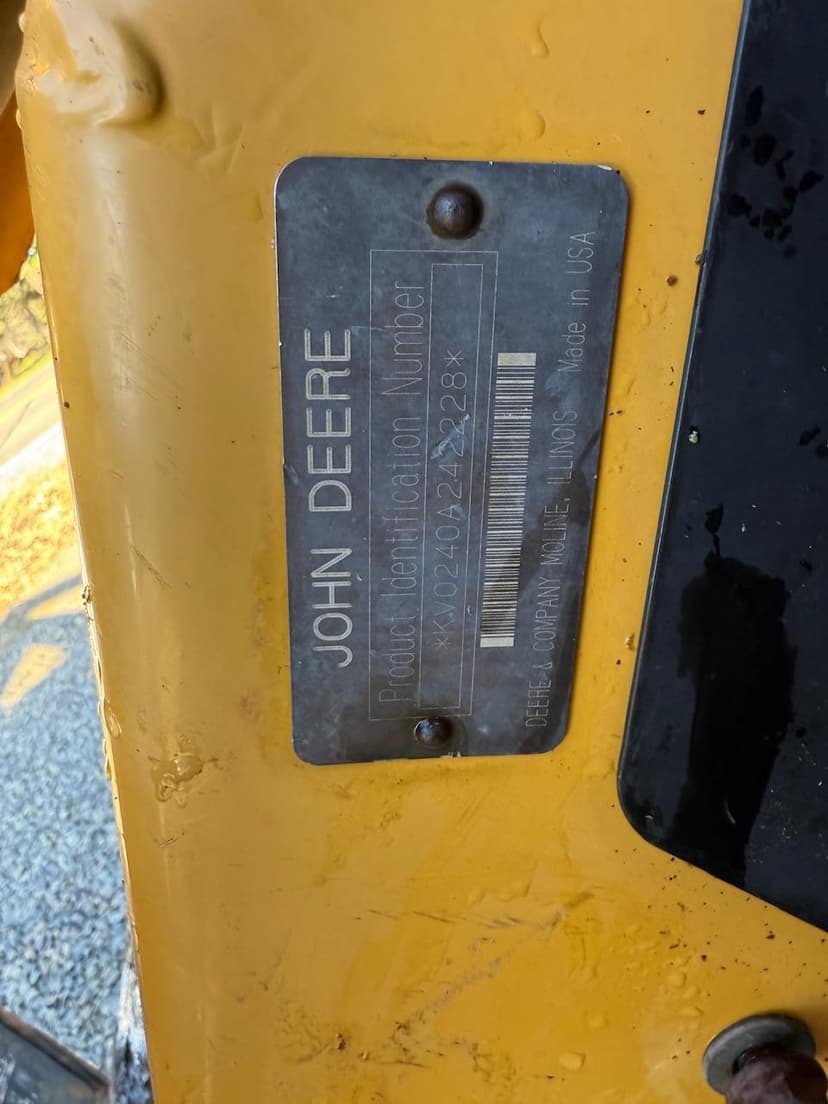 JOHN DEERE
Product Identification Number
*KV0240A242228*
DEERE & COMPANY MOLINE, ILLINOIS Made in USA